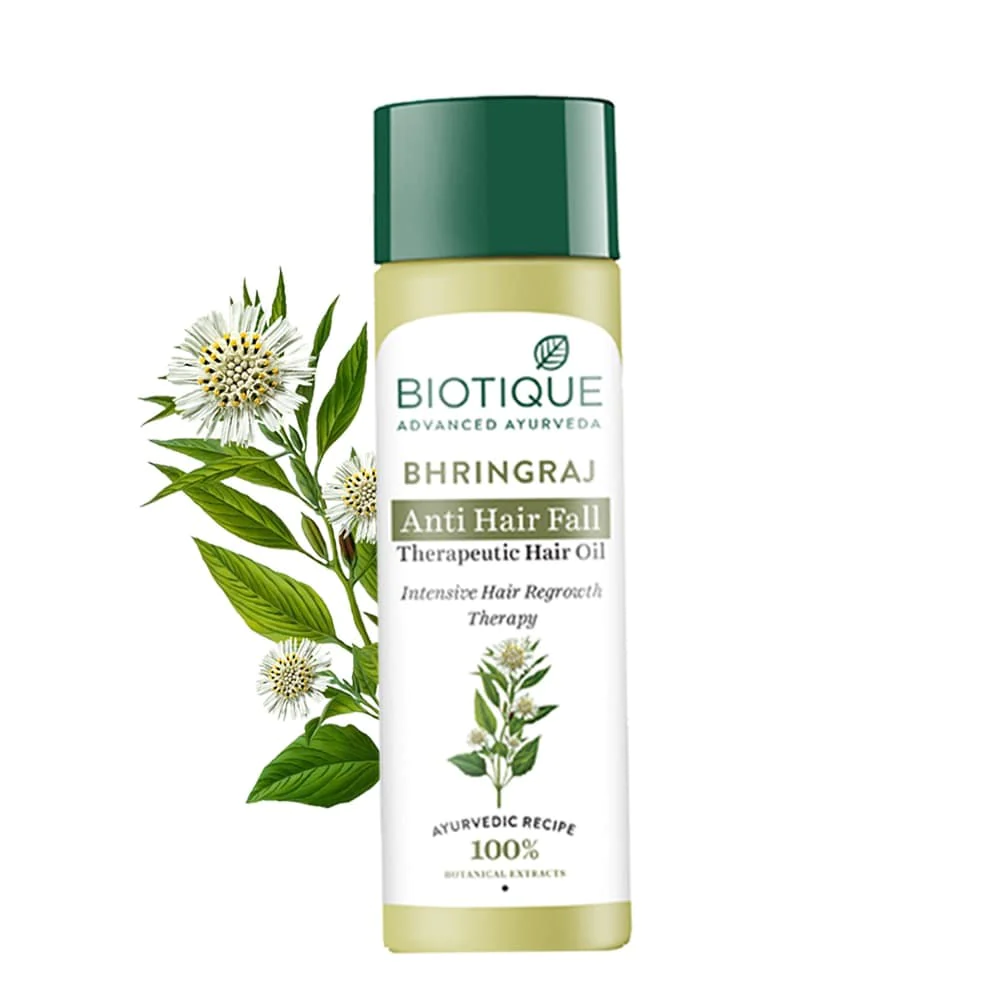 BIOTIQUE
ADVANCED AYURVEDA
BHRINGRAJ
Anti Hair Fall
Therapeutic Hair Oil
Intensive Hair Regrowth
Therapy
AYURVEDIC RECIPE
100%
BOTANICAL EXTRACTS